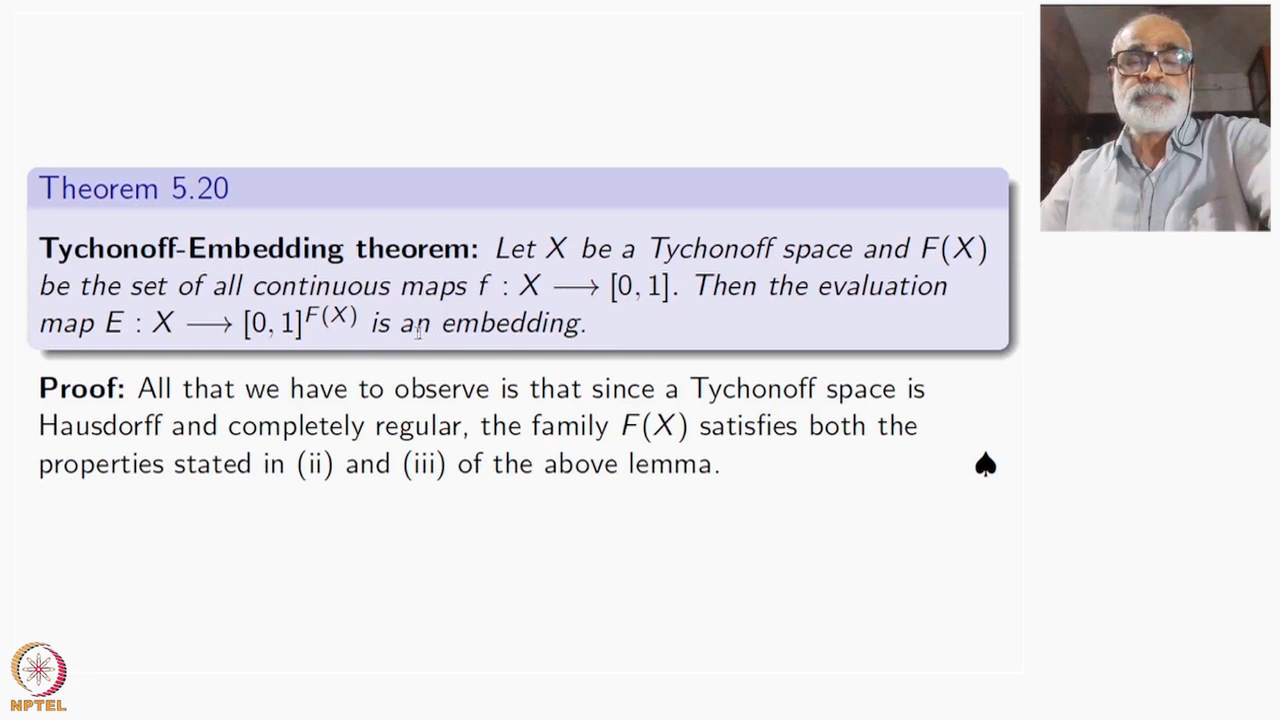 Theorem 5.20
Tychonoff-Embedding theorem: Let X be a Tychonoff space and F(X)
be the set of all continuous maps f : X ⟶ [0, 1]. Then the evaluation
map E : X ⟶ [0, 1]^{F(X)} is an embedding.
Proof: All that we have to observe is that since a Tychonoff space is
Hausdorff and completely regular, the family F(X) satisfies both the
properties stated in (ii) and (iii) of the above lemma. ♠
NPTEL